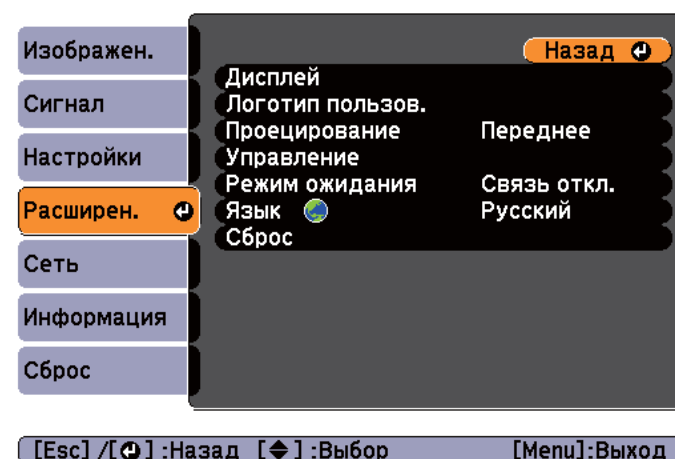 Изображен.
Сигнал
Настройки
Расширен.
Сеть
Информация
Сброс
Назад
Дисплей
Логотип пользов.
Проецирование Переднее
Управление
Режим ожидания Связь откл.
Язык Русский
Сброс
[Esc] /[ ] :Назад [ ] :Выбор [Menu]:Выход